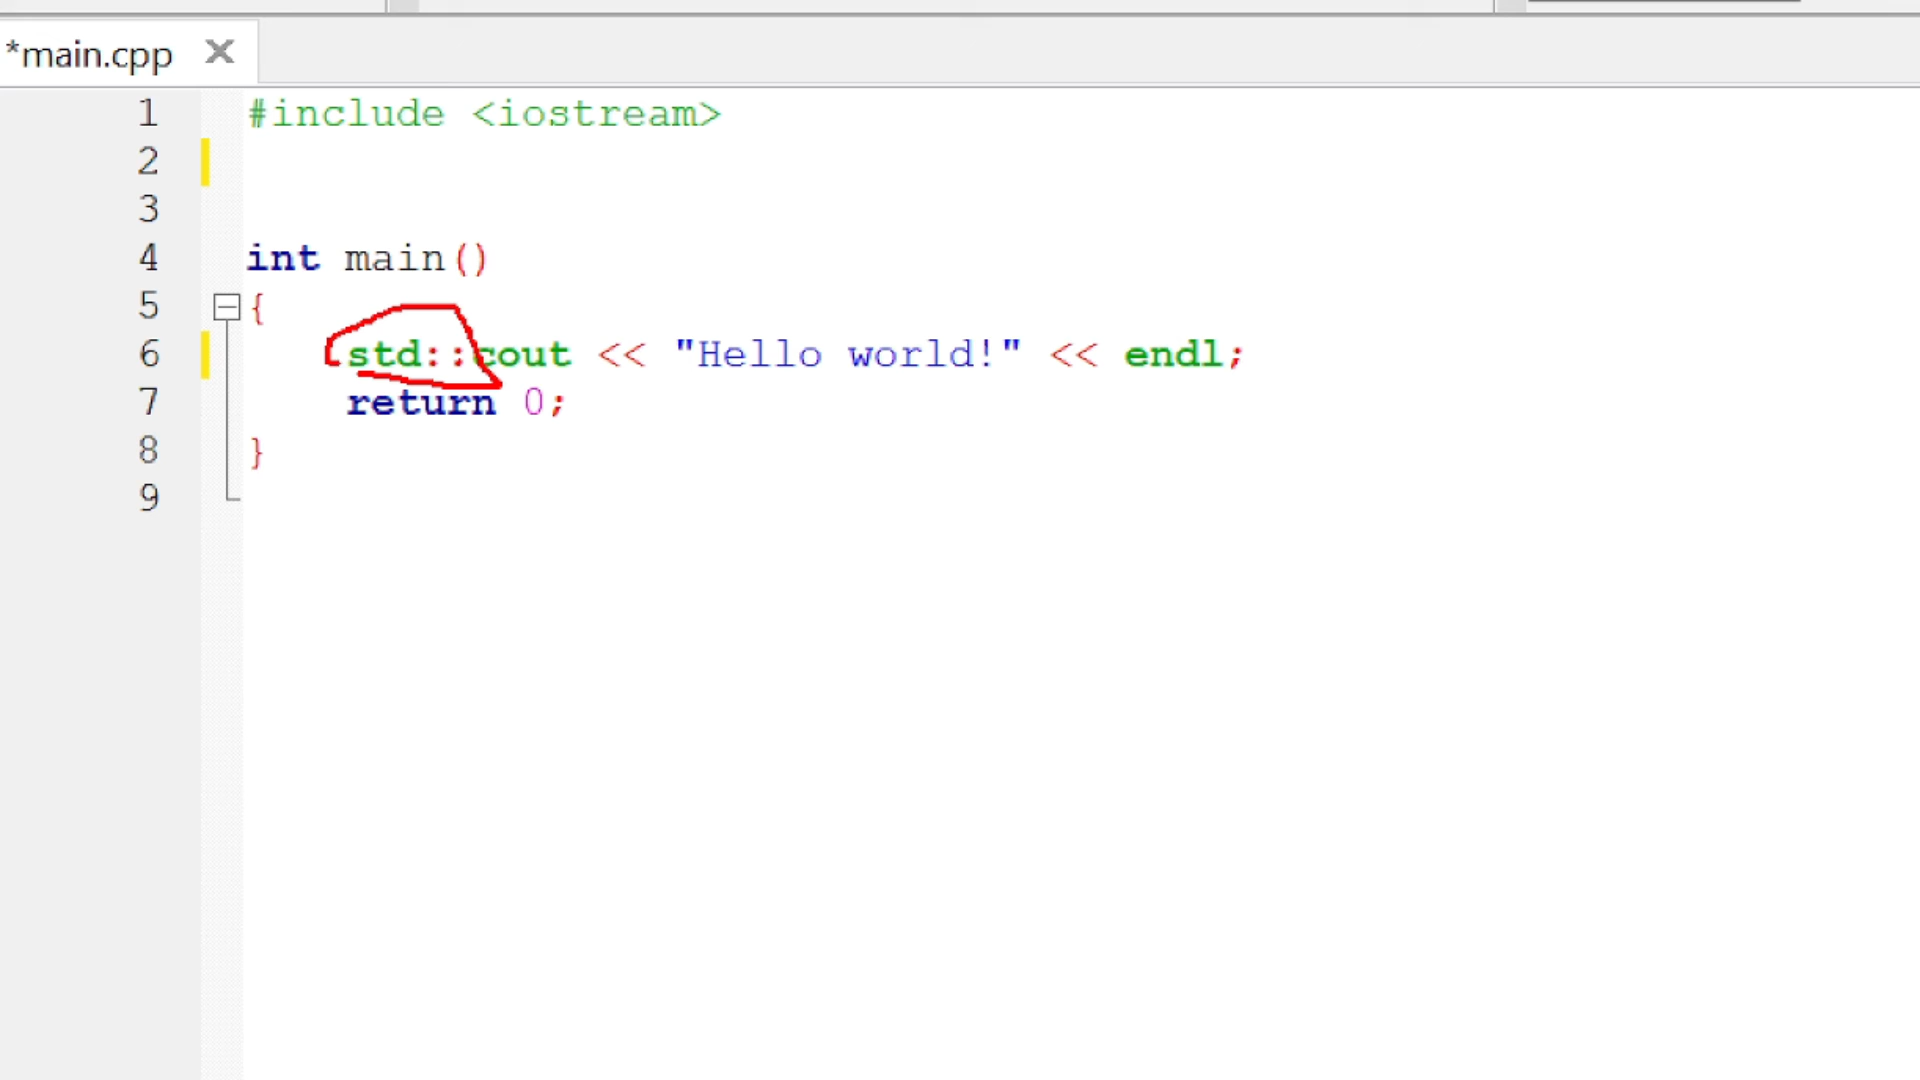 *main.cpp
1 #include <iostream>
2
3
4 int main()
5 {
6 std::cout << "Hello world!" << endl;
7 return 0;
8 }
9